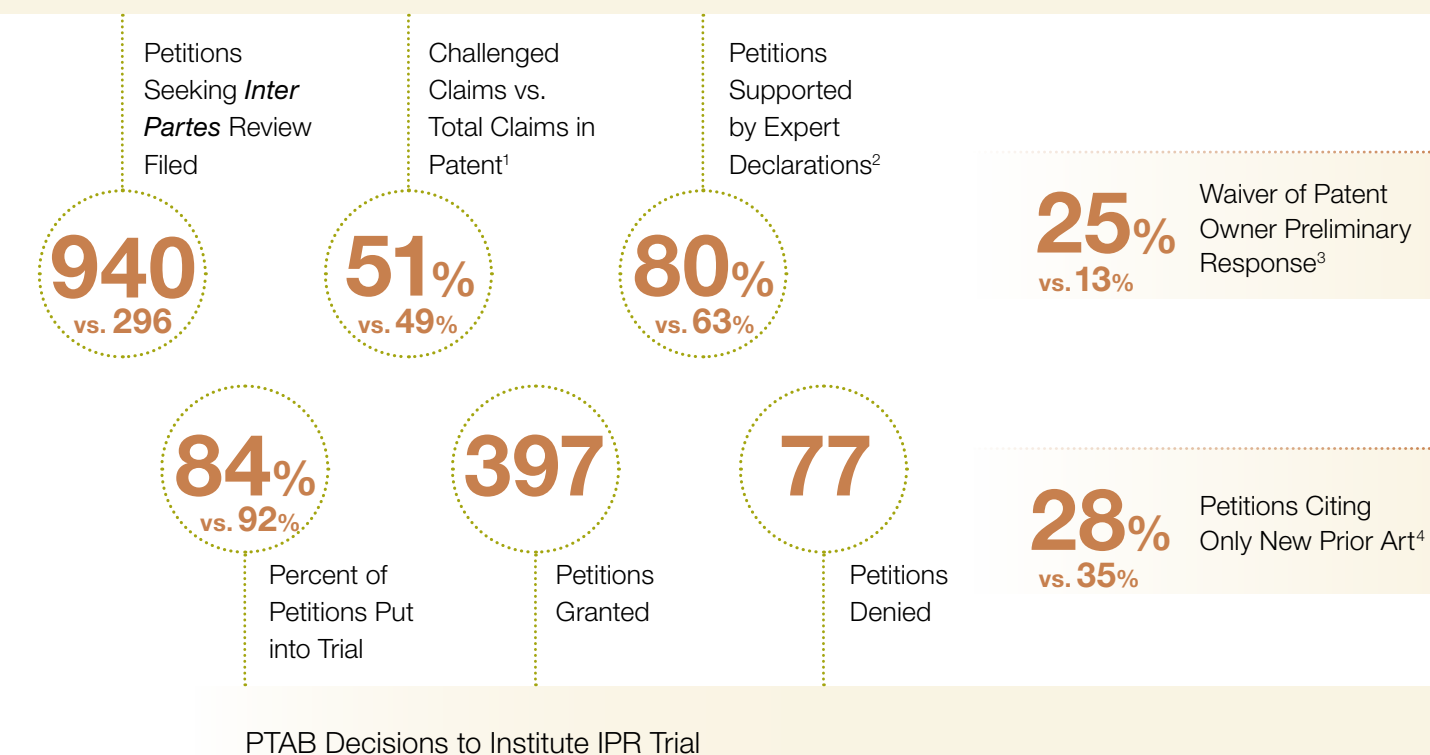 Petitions
Seeking Inter
Partes Review
Filed
940
vs. 296
Challenged
Claims vs.
Total Claims in
Patent¹
51%
vs. 49%
Petitions
Supported
by Expert
Declarations²
80%
vs. 63%
25%
vs. 13%
Waiver of Patent
Owner Preliminary
Response³
84%
vs. 92%
Percent of
Petitions Put
into Trial
397
Petitions
Granted
77
Petitions
Denied
28%
vs. 35%
Petitions Citing
Only New Prior Art⁴
PTAB Decisions to Institute IPR Trial